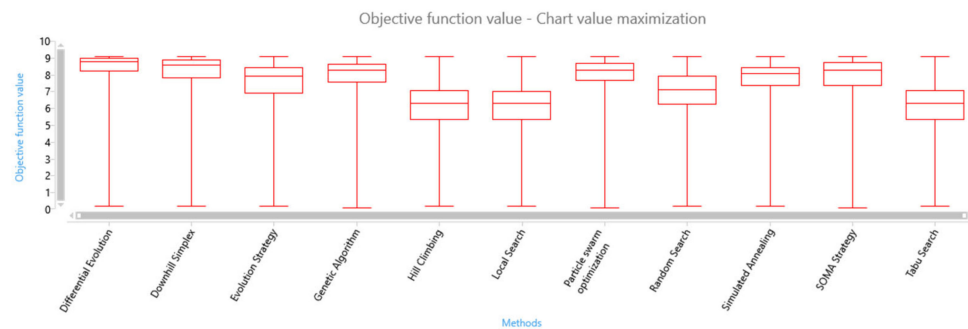 Objective function value - Chart value maximization
Objective function value
10
9
8
7
6
5
4
3
2
1
0
Differential Evolution
Downhill Simplex
Evolution Strategy
Genetic Algorithm
Hill Climbing
Local Search
Particle swarm
optimization
Random Search
Simulated Annealing
SOMA Strategy
Tabu Search
Methods